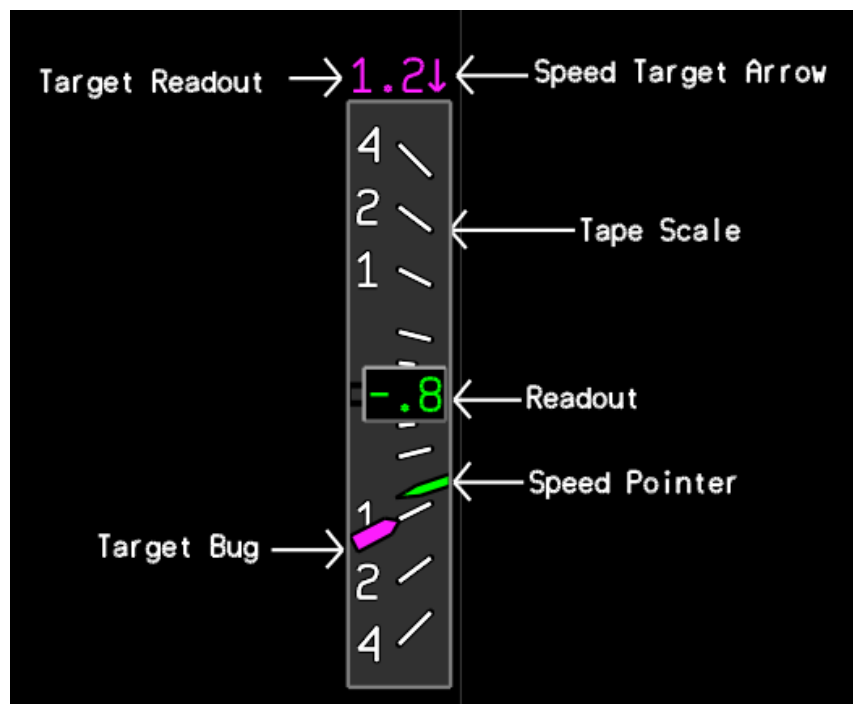 Target Readout 1.2↓ Speed Target Arrow
4
2
Tape Scale
1
-.8 Readout
Speed Pointer
1
Target Bug
2
4